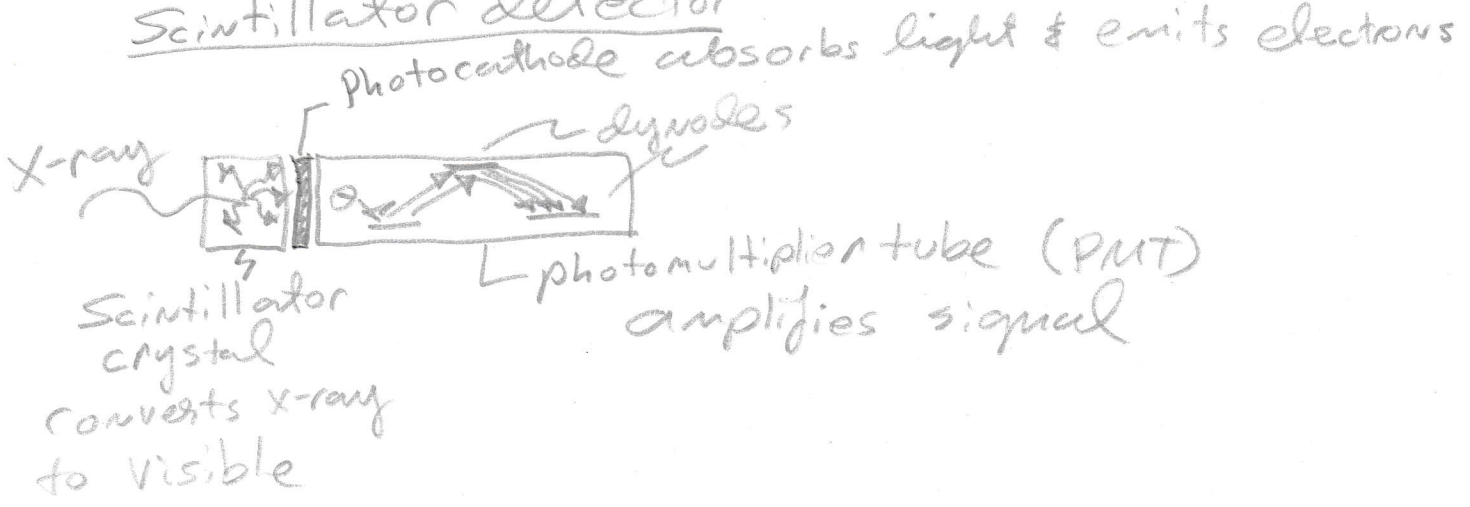 Scintillator detector
Photocathode absorbs light & emits electrons
dynodes
X-ray
e
photomultiplier tube (PMT)
amplifies signal
Scintillator
crystal
converts x-ray
to visible